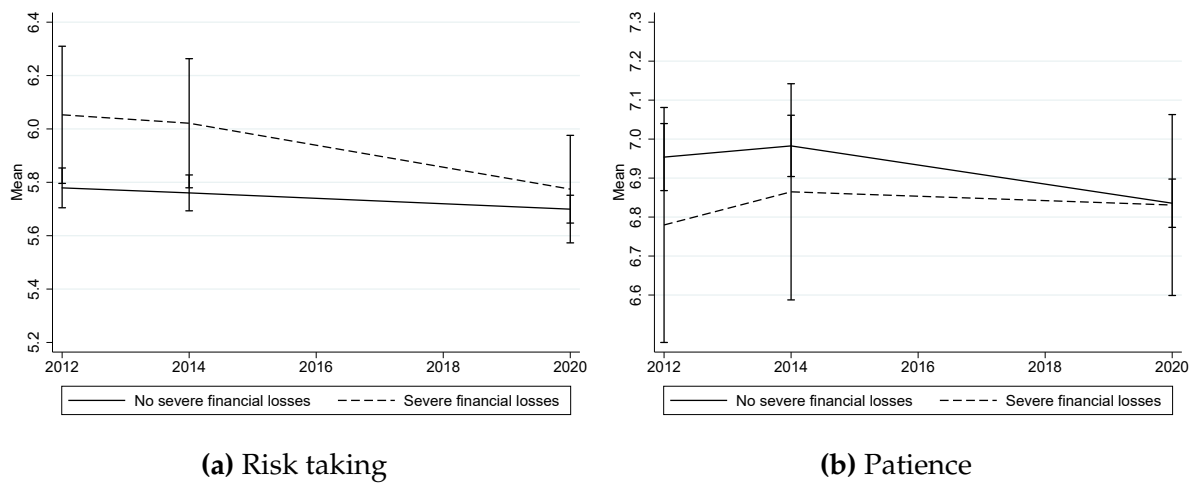 6.4
6.2
6.0
5.8
5.6
5.4
5.2
Mean
2012 2014 2016 2018 2020
No severe financial losses Severe financial losses
(a) Risk taking
7.3
7.2
7.1
7.0
6.9
6.8
6.7
6.6
Mean
2012 2014 2016 2018 2020
No severe financial losses Severe financial losses
(b) Patience